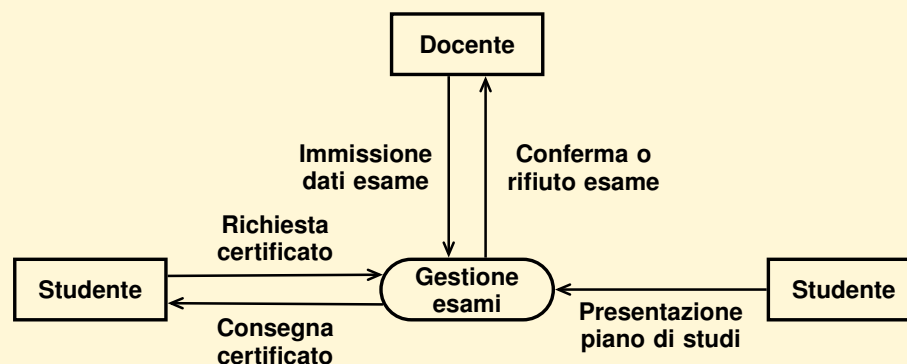 Docente
Immissione
dati esame
Conferma o
rifiuto esame
Richiesta
certificato
Studente
Gestione
esami
Studente
Consegna
certificato
Presentazione
piano di studi